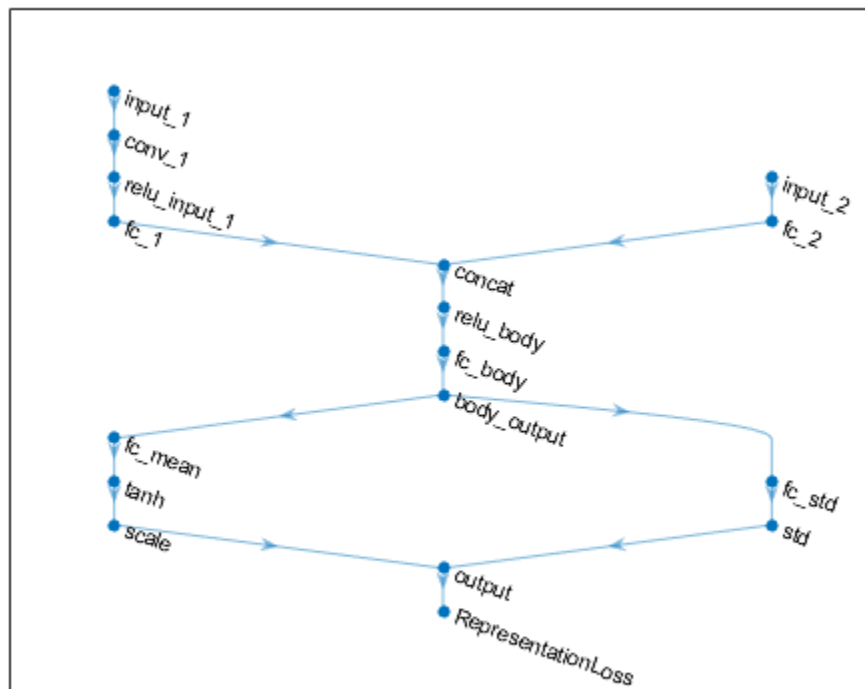 input_1
conv_1
relu_input_1
fc_1
input_2
fc_2
concat
relu_body
fc_body
body_output
fc_mean
tanh
scale
fc_std
std
output
RepresentationLoss